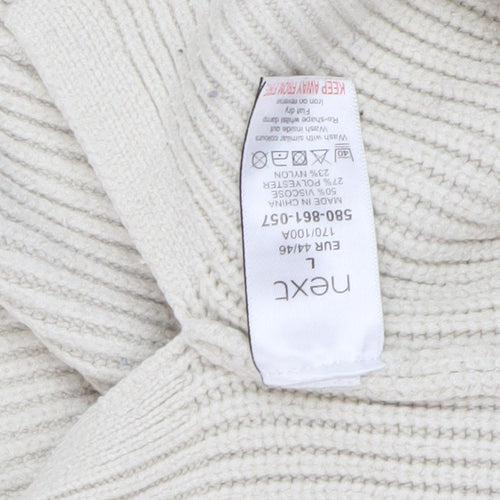 next
L
EUR 44/46
170/100A
580-861-057
MADE IN CHINA
50% VISCOSE
27% POLYESTER
23% NYLON
40
Wash with similar colours
Wash inside out
Re-shape whilst damp
Flat dry
Iron on reverse
KEEP AWAY FROM FIRE